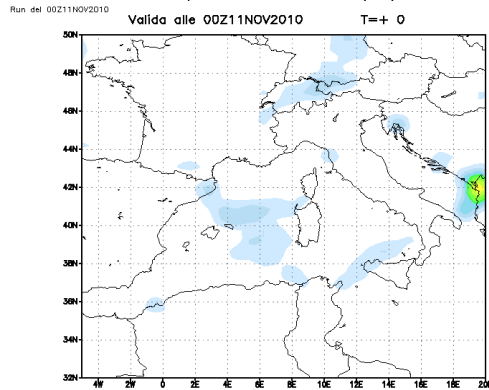 Run del 00Z11NOV2010
Valida alle 00Z11NOV2010 T=+ 0
50N
48N
46N
44N
42N
40N
38N
36N
34N
32N
4W 2W 0 2E 4E 6E 8E 10E 12E 14E 16E 18E 20E